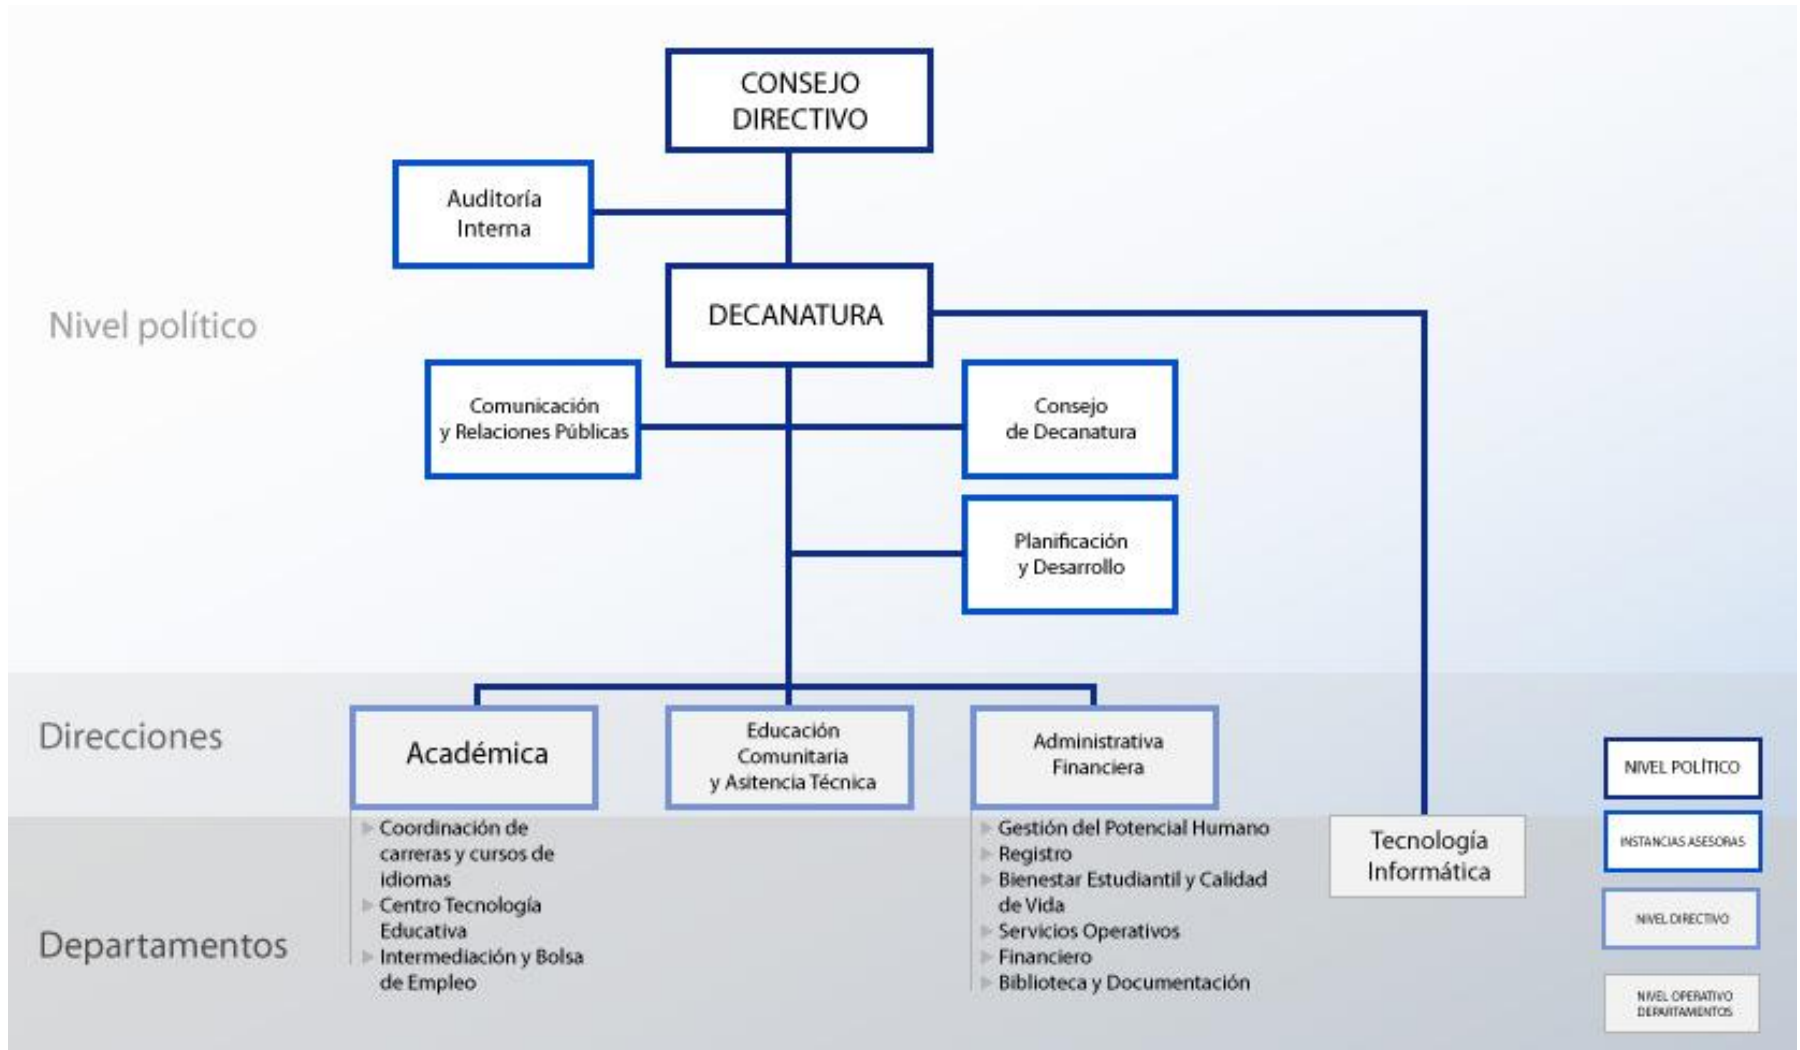 CONSEJO
DIRECTIVO
Auditoría
Interna
Nivel político
DECANATURA
Comunicación
y Relaciones Públicas
Consejo
de Decanatura
Planificación
y Desarrollo
Direcciones
Académica
Educación
Comunitaria
y Asitencia Técnica
Administrativa
Financiera
Departamentos
Coordinación de
carreras y cursos de
idiomas
Centro Tecnología
Educativa
Intermediación y Bolsa
de Empleo
Gestión del Potencial Humano
Registro
Bienestar Estudiantil y Calidad
de Vida
Servicios Operativos
Financiero
Biblioteca y Documentación
Tecnología
Informática
NIVEL POLÍTICO
INSTANCIAS ASESORAS
NIVEL DIRECTIVO
NIVEL OPERATIVO
DEPARTAMENTOS